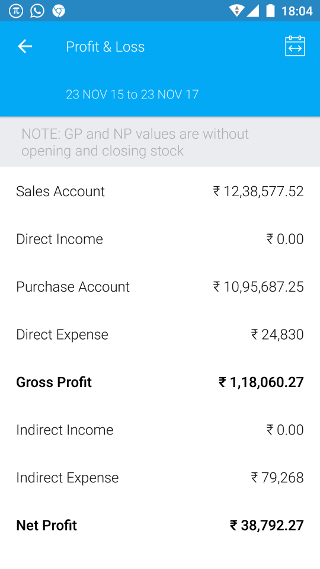 18:04
Profit & Loss
23 NOV 15 to 23 NOV 17
NOTE: GP and NP values are without
opening and closing stock
Sales Account ₹ 12,38,577.52
Direct Income ₹ 0.00
Purchase Account ₹ 10,95,687.25
Direct Expense ₹ 24,830
Gross Profit ₹ 1,18,060.27
Indirect Income ₹ 0.00
Indirect Expense ₹ 79,268
Net Profit ₹ 38,792.27